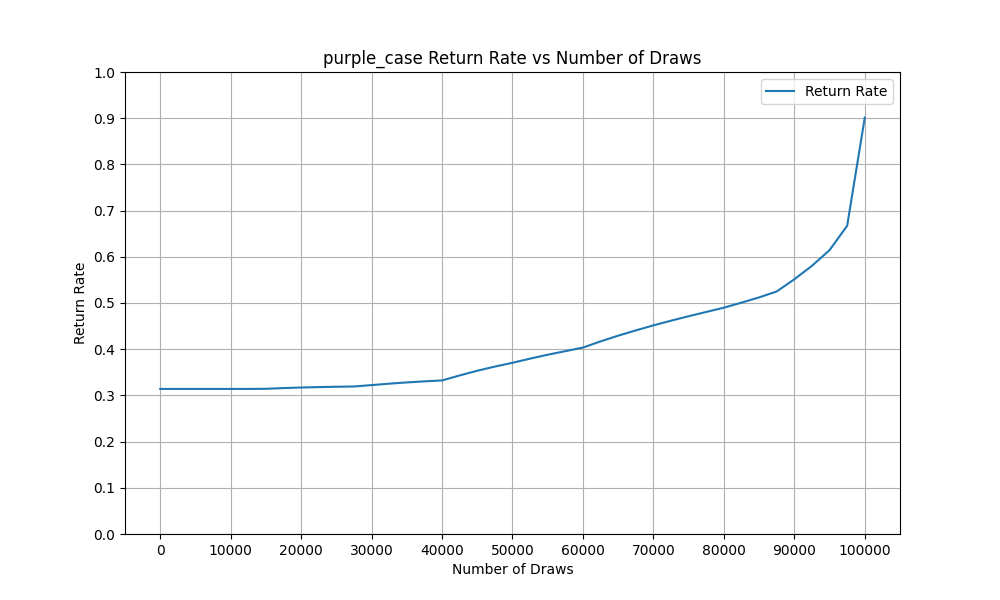 purple_case Return Rate vs Number of Draws
Return Rate
1.0
0.9
0.8
0.7
0.6
0.5
0.4
0.3
0.2
0.1
0.0
Return Rate
0 10000 20000 30000 40000 50000 60000 70000 80000 90000 100000
Number of Draws